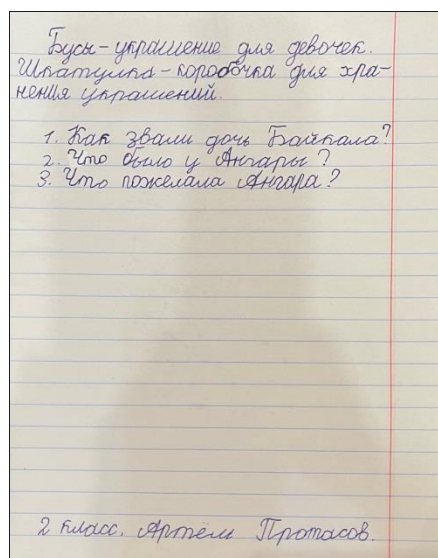 Бусы-украшение для девочек.
Шкатулка-коробочка для хра-
нения украшений.
1. Как звали дочь Байкала?
2. Что было у Ангары?
3. Что пожелала Ангара?
2 класс. Артём Протасов.